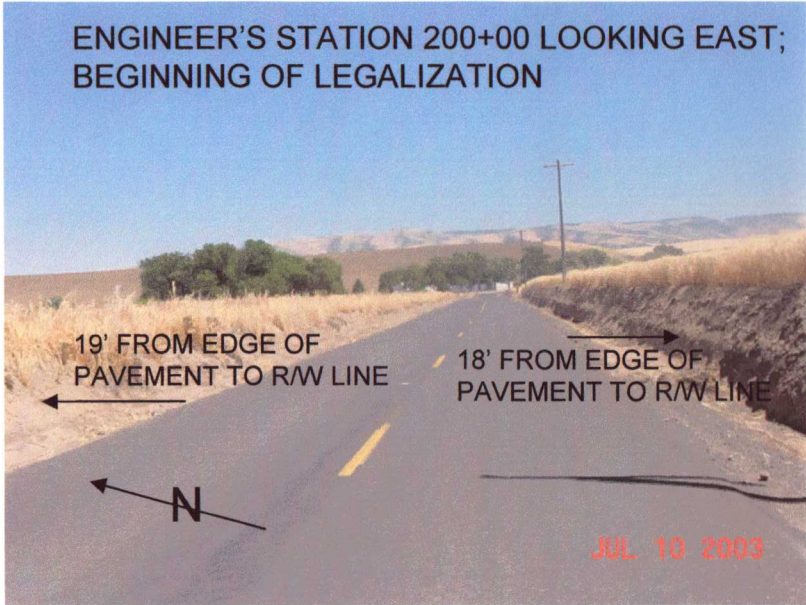 ENGINEER'S STATION 200+00 LOOKING EAST;
BEGINNING OF LEGALIZATION
19' FROM EDGE OF
PAVEMENT TO R/W LINE
18' FROM EDGE OF
PAVEMENT TO R/W LINE
N
JUL 10 2003